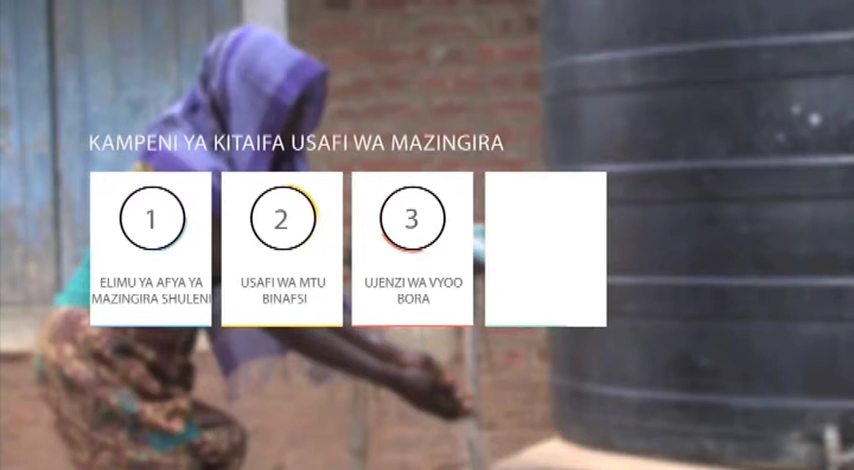 KAMPENI YA KITAIFA USAFI WA MAZINGIRA
1
ELIMU YA AFYA YA
MAZINGIRA SHULENI
2
USAFI WA MTU
BINAFSI
3
UJENZI WA VYOO
BORA